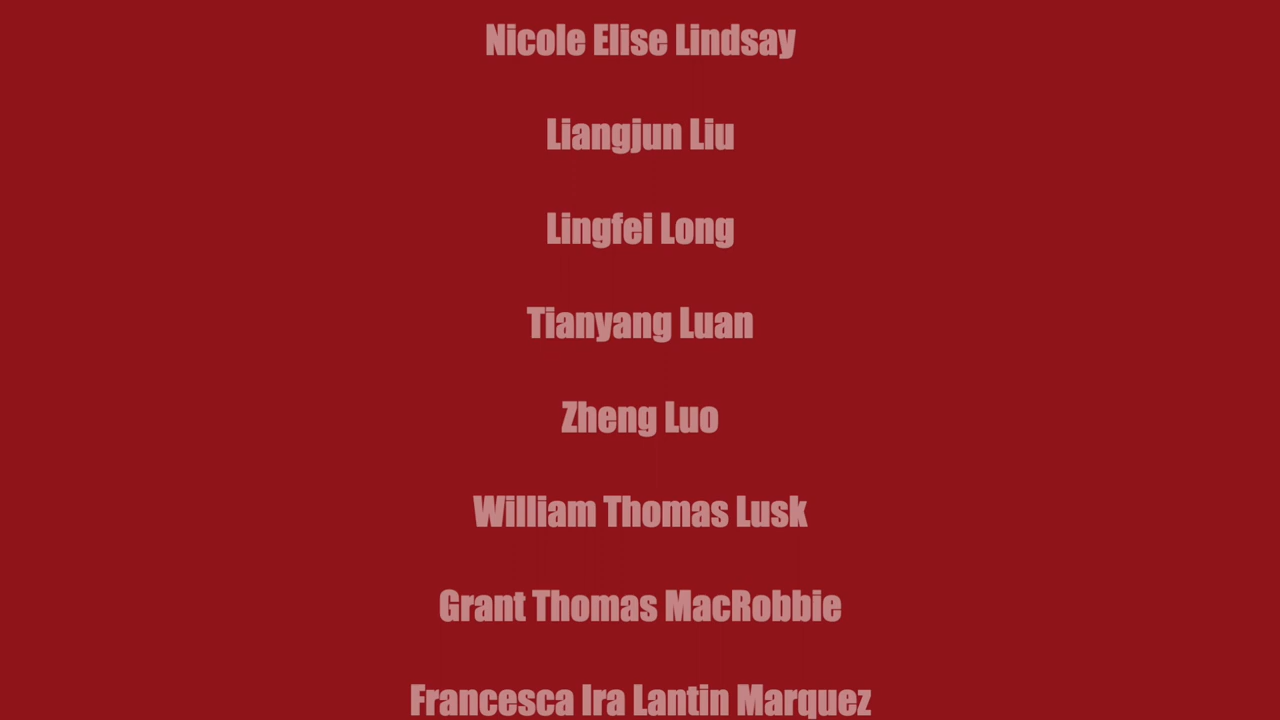 Nicole Elise Lindsay
Liangjun Liu
Lingfei Long
Tianyang Luan
Zheng Luo
William Thomas Lusk
Grant Thomas MacRobbie
Francesca Ira Lantin Marquez